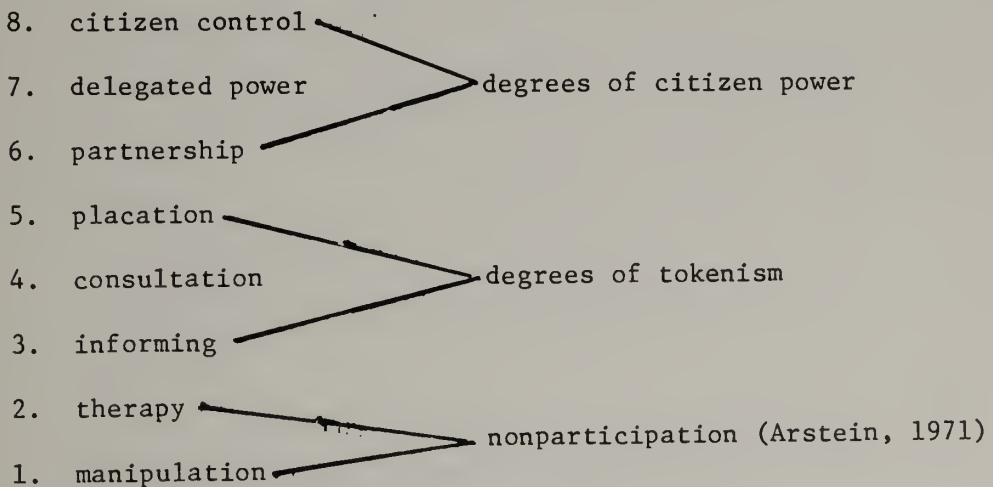 8. citizen control
7. delegated power degrees of citizen power
6. partnership
5. placation
4. consultation degrees of tokenism
3. informing
2. therapy
nonparticipation (Arstein, 1971)
1. manipulation